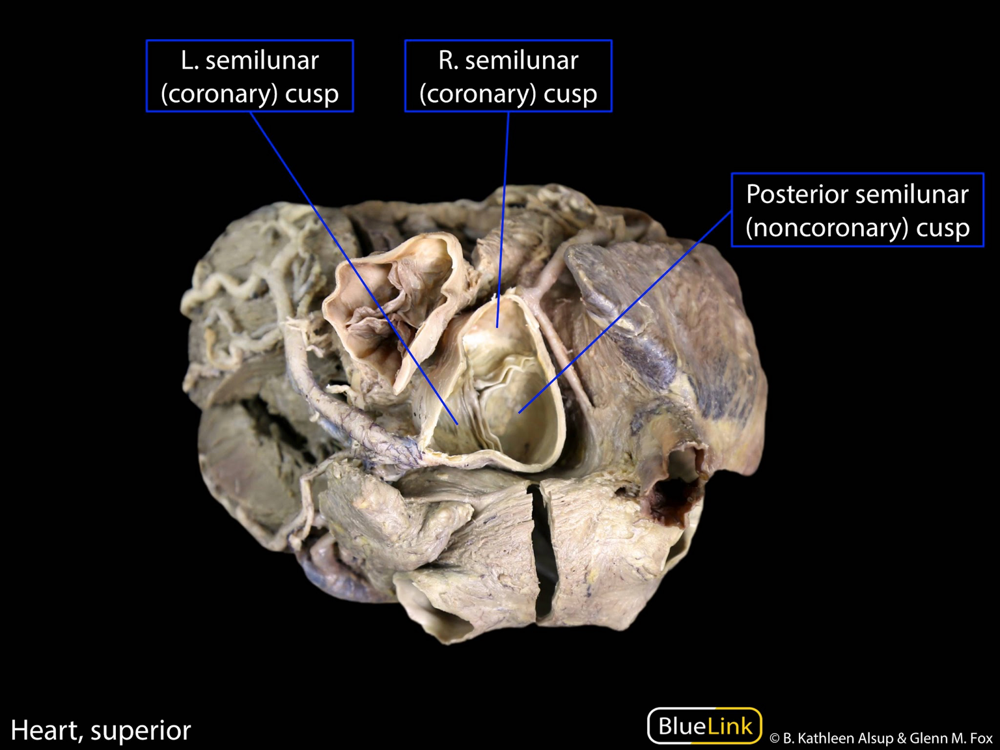 L. semilunar
(coronary) cusp
R. semilunar
(coronary) cusp
Posterior semilunar
(noncoronary) cusp
Heart, superior
BlueLink
© B. Kathleen Alsup & Glenn M. Fox